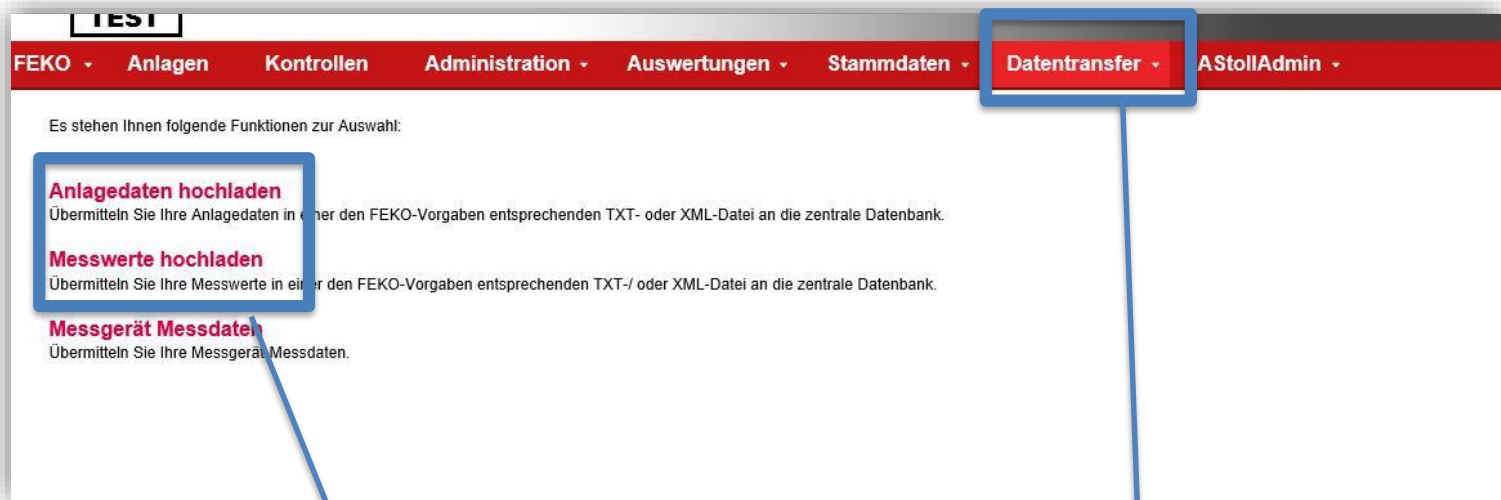 TEST
FEKO Anlagen Kontrollen Administration Auswertungen Stammdaten Datentransfer AStollAdmin
Es stehen Ihnen folgende Funktionen zur Auswahl:
Anlagedaten hochladen
Übermitteln Sie Ihre Anlagedaten in einer den FEKO-Vorgaben entsprechenden TXT- oder XML-Datei an die zentrale Datenbank.
Messwerte hochladen
Übermitteln Sie Ihre Messwerte in einer den FEKO-Vorgaben entsprechenden TXT-/ oder XML-Datei an die zentrale Datenbank.
Messgerät Messdaten
Übermitteln Sie Ihre Messgerät Messdaten.